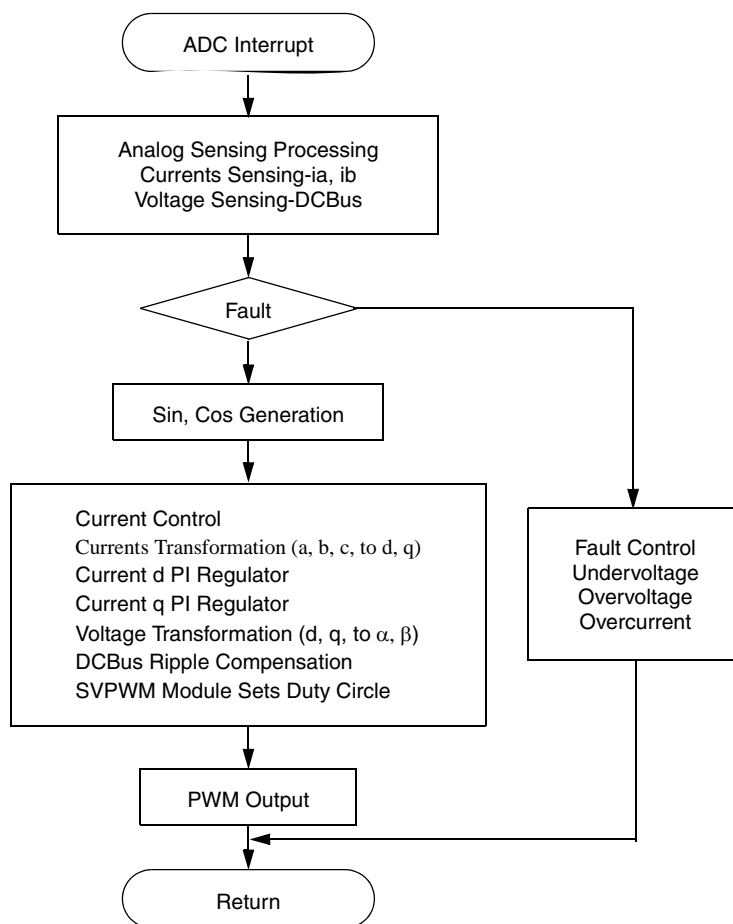 ADC Interrupt
Analog Sensing Processing
Currents Sensing-ia, ib
Voltage Sensing-DCBus
Fault
Sin, Cos Generation
Current Control
Currents Transformation (a, b, c, to d, q)
Current d PI Regulator
Current q PI Regulator
Voltage Transformation (d, q, to α, β)
DCBus Ripple Compensation
SVPWM Module Sets Duty Circle
Fault Control
Undervoltage
Overvoltage
Overcurrent
PWM Output
Return